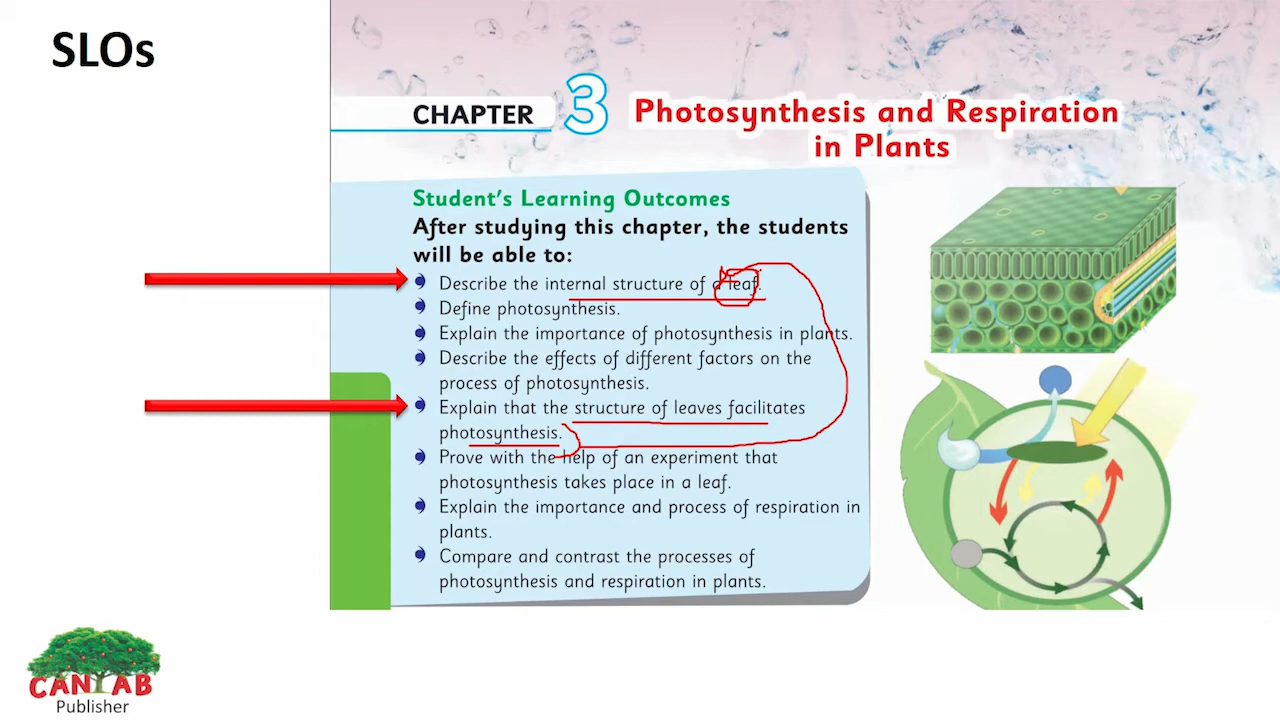 SLOs
CHAPTER 3
Photosynthesis and Respiration
in Plants
Student's Learning Outcomes
After studying this chapter, the students
will be able to:
Describe the internal structure of a leaf.
Define photosynthesis.
Explain the importance of photosynthesis in plants.
Describe the effects of different factors on the
process of photosynthesis.
Explain that the structure of leaves facilitates
photosynthesis.
Prove with the help of an experiment that
photosynthesis takes place in a leaf.
Explain the importance and process of respiration in
plants.
Compare and contrast the processes of
photosynthesis and respiration in plants.
CANTAB
Publisher